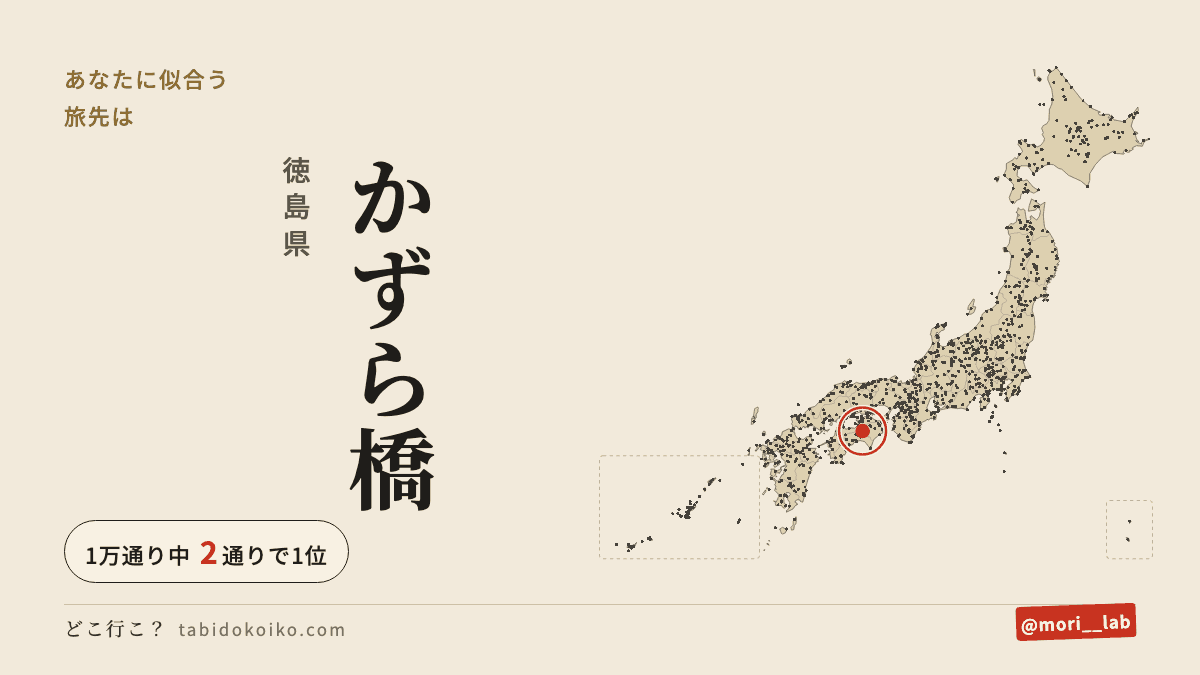 あなたに似合う
旅先は
かずら橋
徳島県
1万通り中 2通りで1位
どこ行こ? tabidokoiko.com
@mori__lab